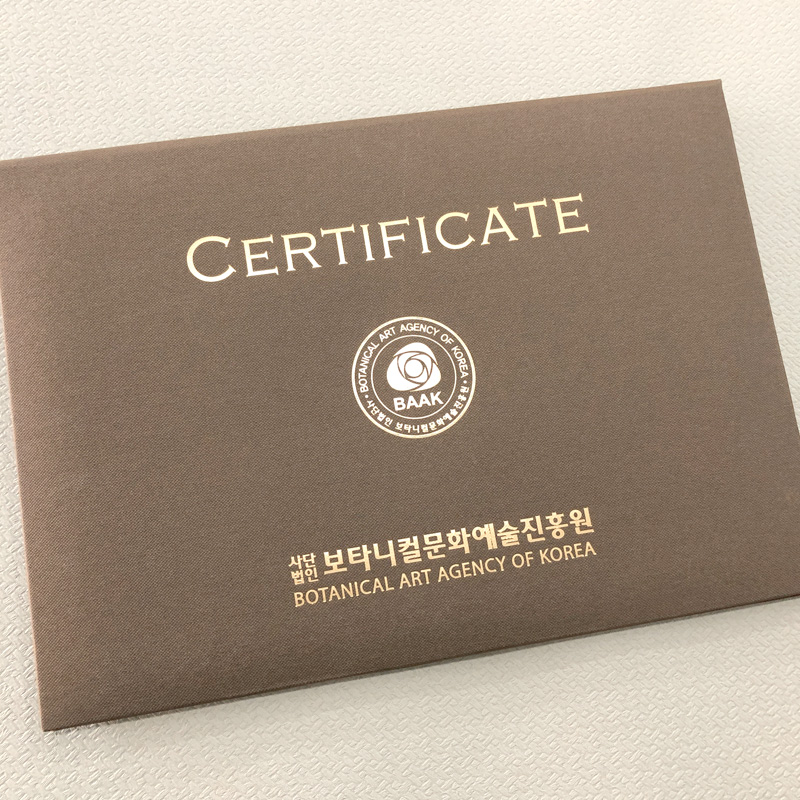 CERTIFICATE
BOTANICAL ART AGENCY OF KOREA
BAAK
사단법인 보타니컬문화예술진흥원
사단
법인 보타니컬문화예술진흥원
BOTANICAL ART AGENCY OF KOREA